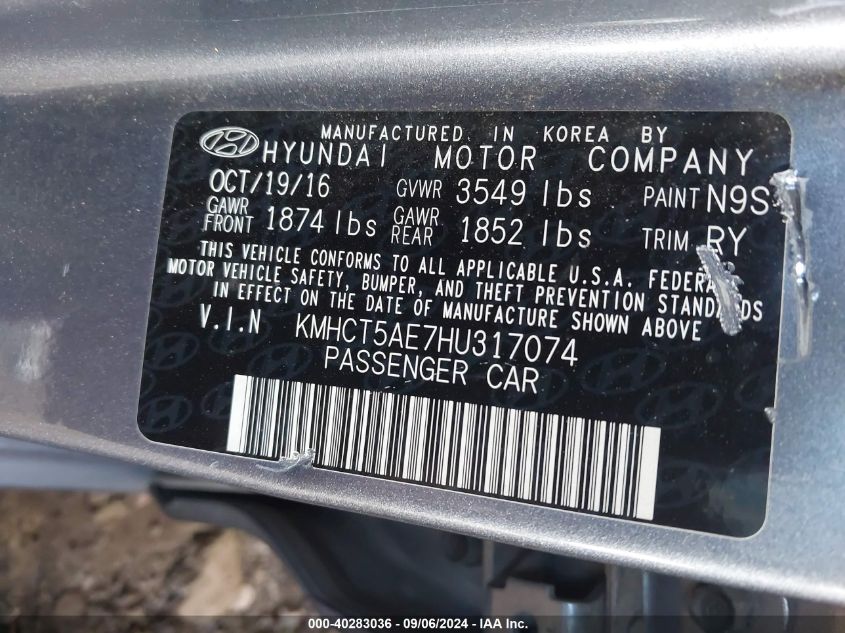 MANUFACTURED IN KOREA BY
HYUNDAI MOTOR COMPANY
OCT/19/16 GVWR 3549 lbs PAINT N9S
GAWR FRONT 1874 lbs GAWR REAR 1852 lbs TRIM RY
THIS VEHICLE CONFORMS TO ALL APPLICABLE U.S.A. FEDERAL
MOTOR VEHICLE SAFETY, BUMPER, AND THEFT PREVENTION STANDARDS
IN EFFECT ON THE DATE OF MANUFACTURE SHOWN ABOVE
V.I.N KMHCT5AE7HU317074
PASSENGER CAR
000-40283036 - 09/06/2024 - IAA Inc.